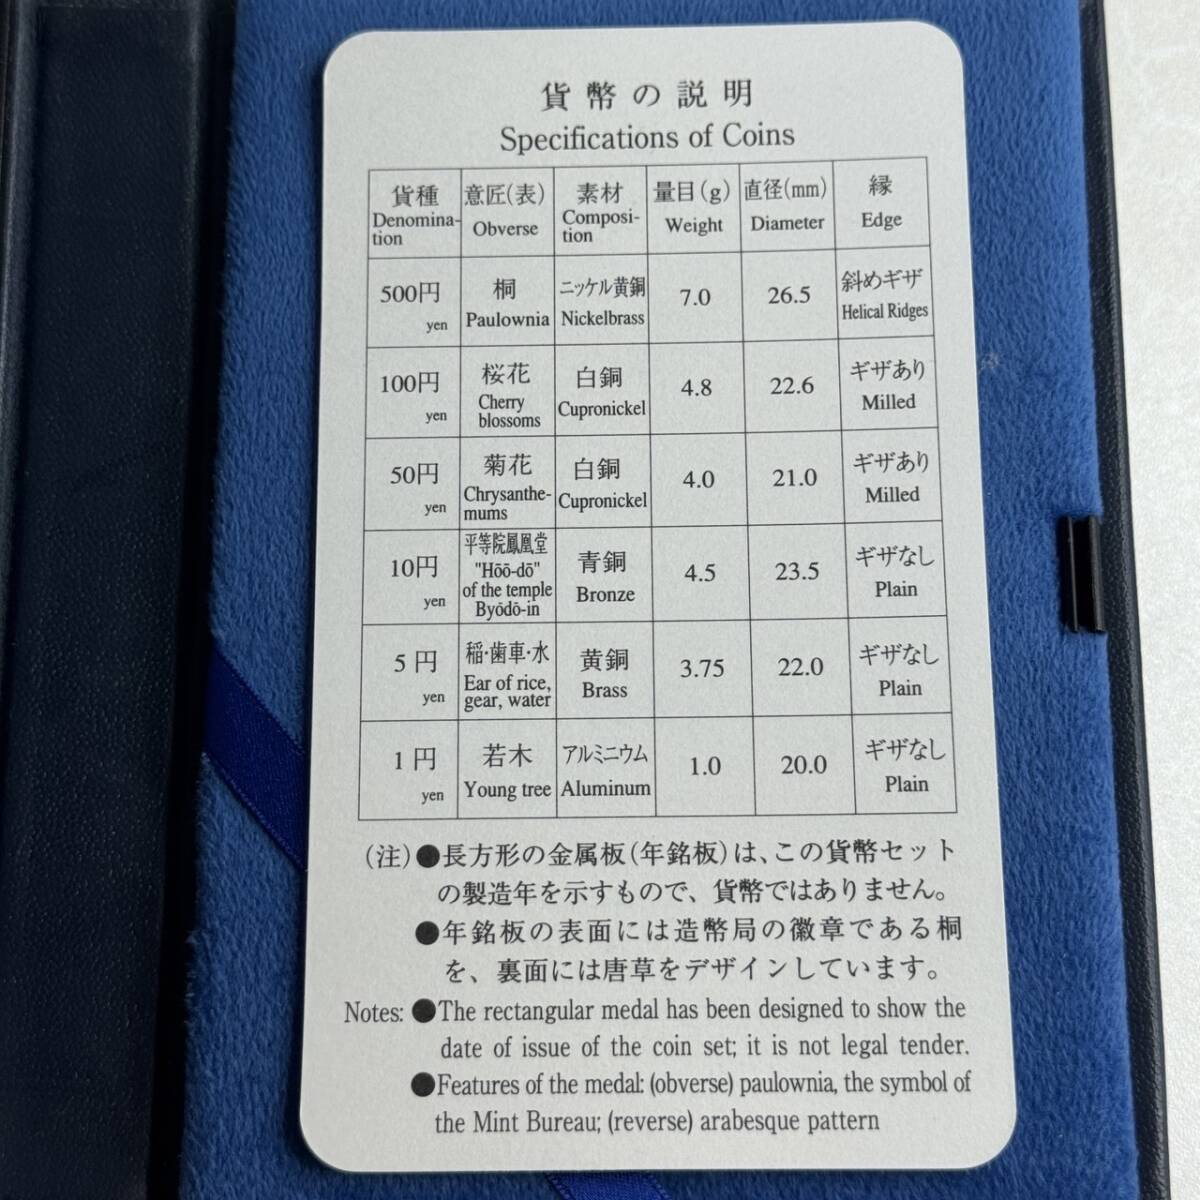 貨幣の説明
Specifications of Coins
貨種 意匠(表) 素材 量目(g) 直径(mm) 縁
Denomina-tion Obverse Composi-tion Weight Diameter Edge
500円 桐 ニッケル黄銅 7.0 26.5 斜めギザ
yen Paulownia Nickelbrass Helical Ridges
100円 桜花 白銅 4.8 22.6 ギザあり
yen Cherry blossoms Cupronickel Milled
50円 菊花 白銅 4.0 21.0 ギザあり
yen Chrysanthe-mums Cupronickel Milled
10円 平等院鳳凰堂 青銅 4.5 23.5 ギザなし
yen "Hōō-dō" of the temple Byōdō-in Bronze Plain
5円 稲・歯車・水 黄銅 3.75 22.0 ギザなし
yen Ear of rice, gear, water Brass Plain
1円 若木 アルミニウム 1.0 20.0 ギザなし
yen Young tree Aluminum Plain
(注)●長方形の金属板(年銘板)は、この貨幣セット
の製造年を示すもので、貨幣ではありません。
●年銘板の表面には造幣局の徽章である桐
を、裏面には唐草をデザインしています。
Notes: ●The rectangular medal has been designed to show the
date of issue of the coin set; it is not legal tender.
●Features of the medal: (obverse) paulownia, the symbol of
the Mint Bureau; (reverse) arabesque pattern